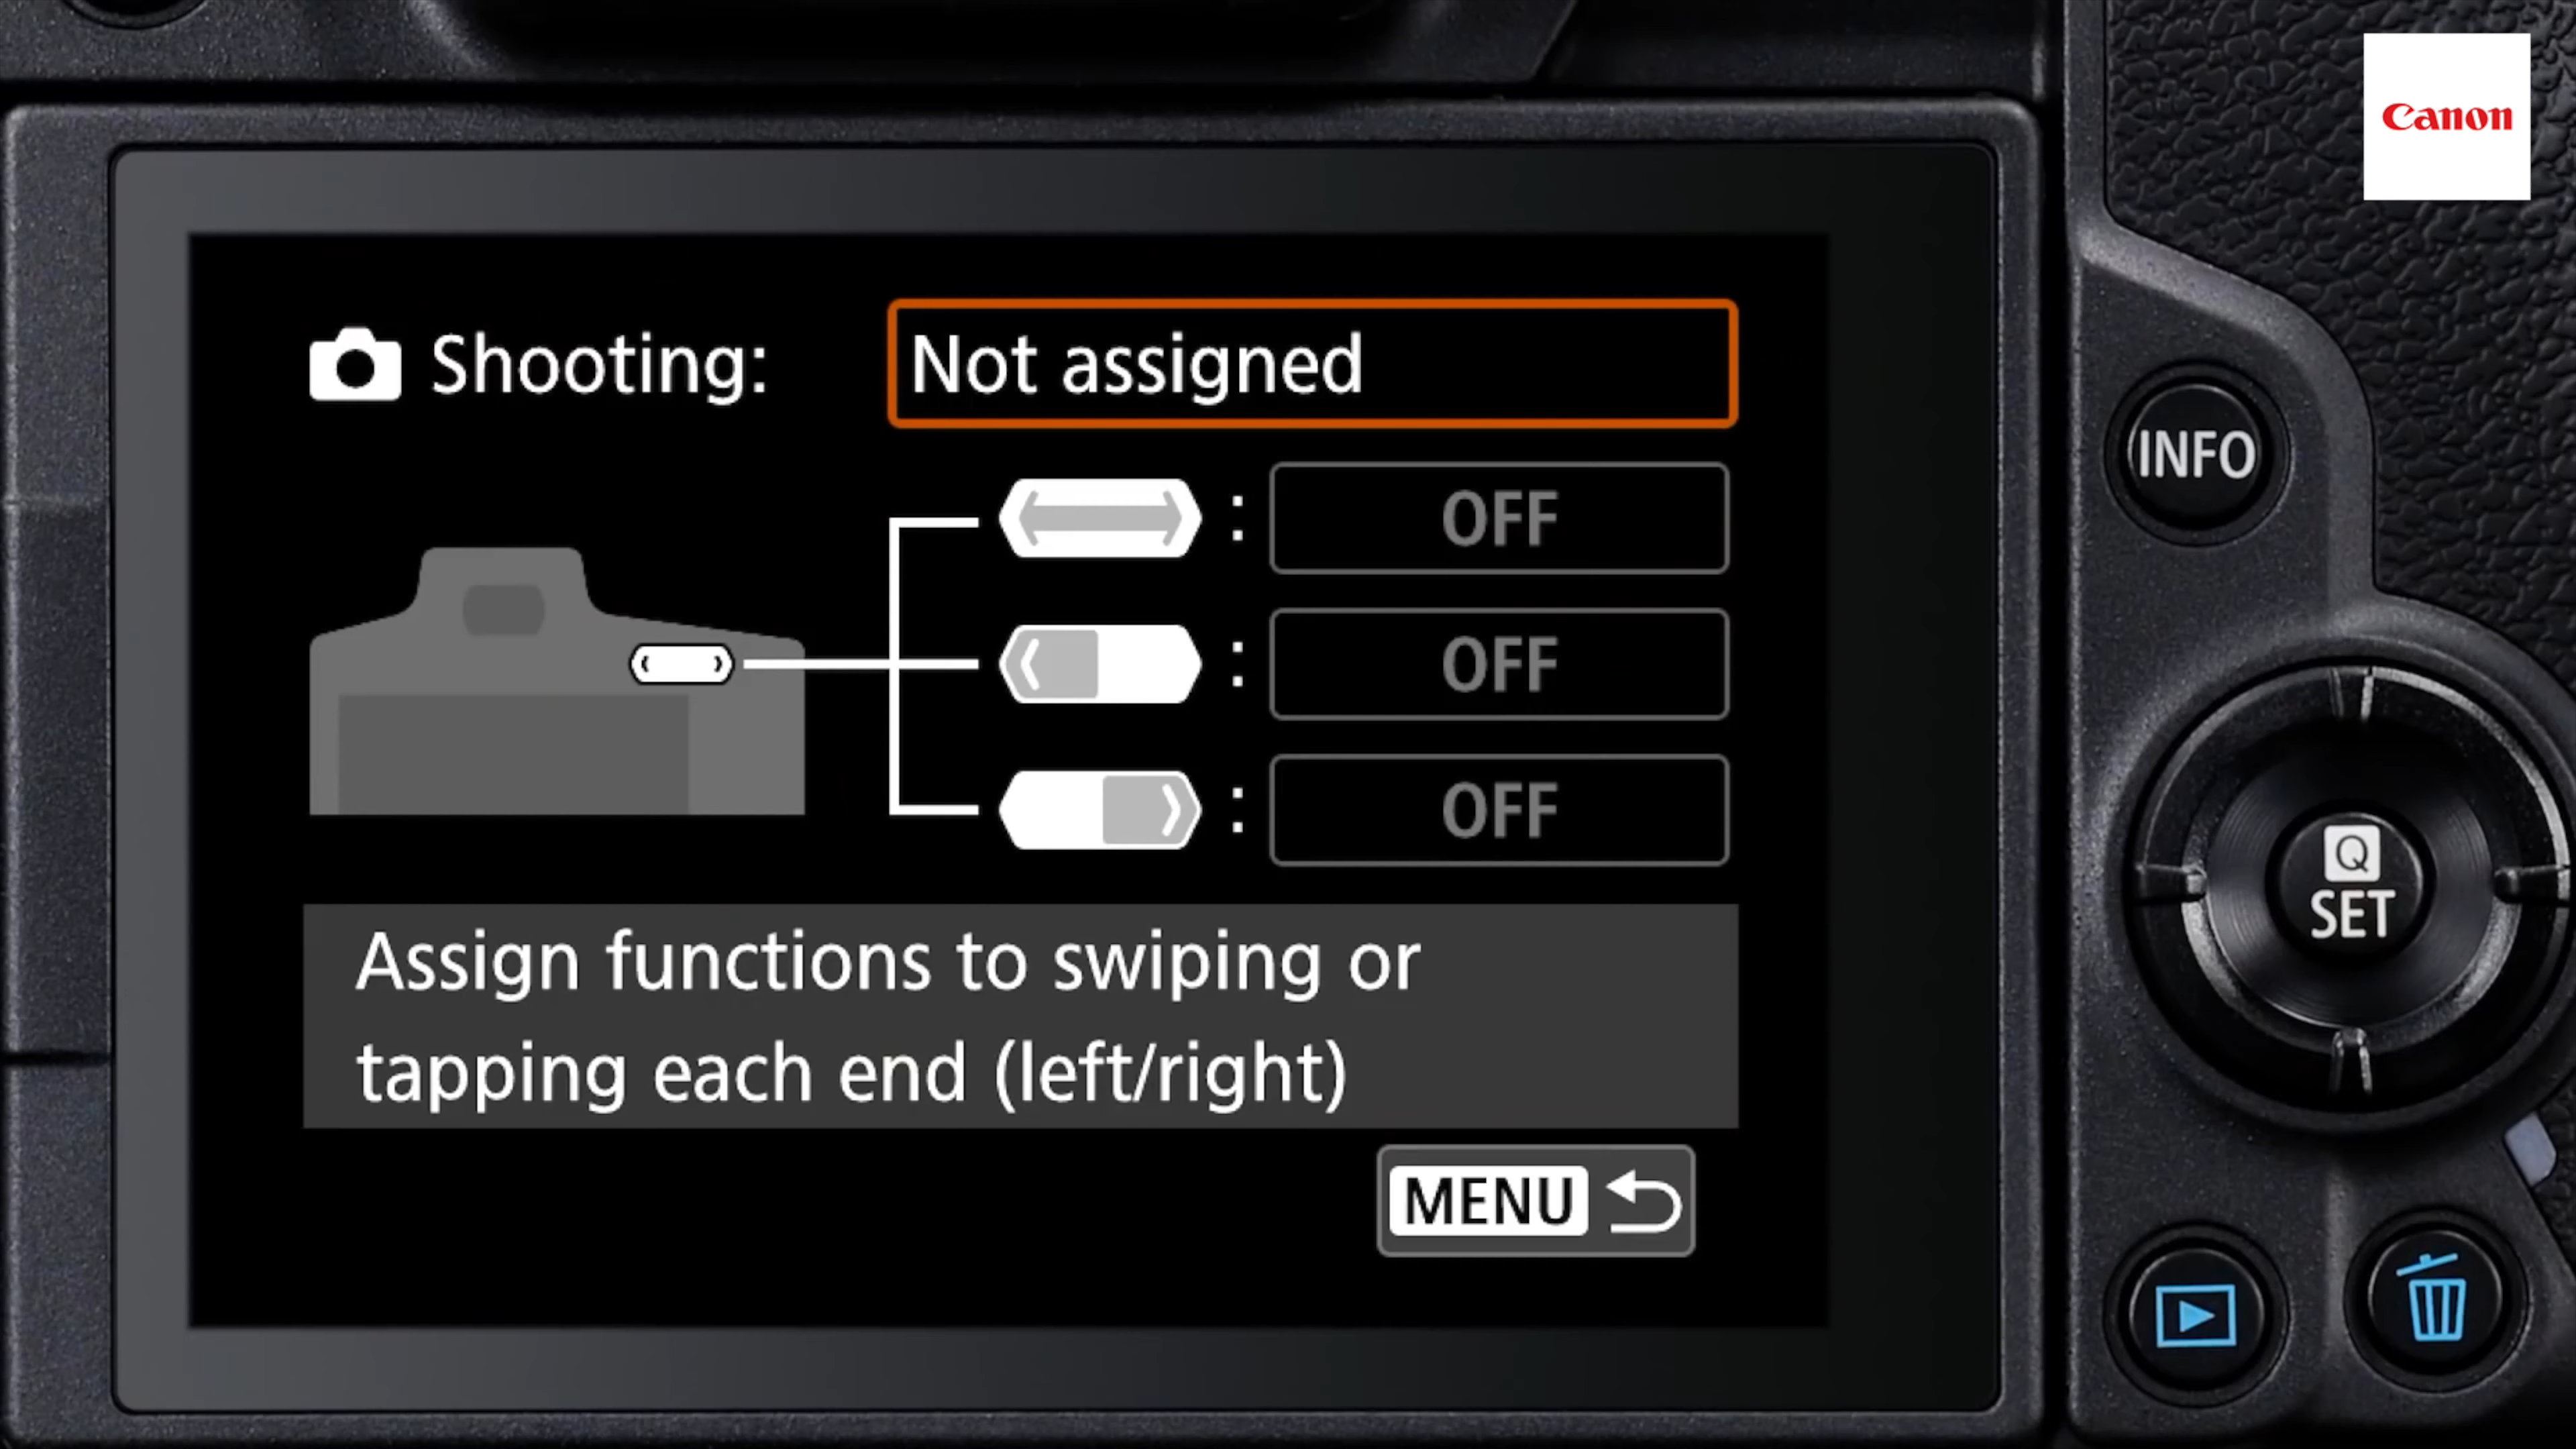 Canon
Shooting: Not assigned
: OFF
: OFF
: OFF
Assign functions to swiping or
tapping each end (left/right)
MENU
INFO
Q
SET